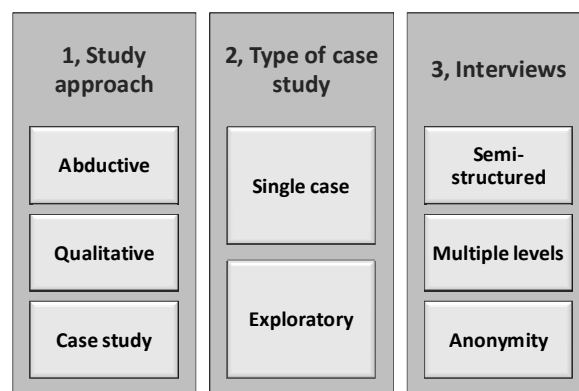 1, Study
approach
Abductive
Qualitative
Case study
2, Type of case
study
Single case
Exploratory
3, Interviews
Semi-
structured
Multiple levels
Anonymity